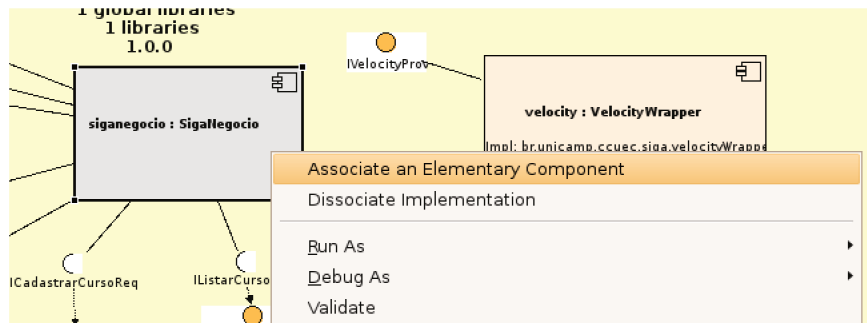 1 global libraries
1 libraries
1.0.0
IVelocityProv
siganegocio : SigaNegocio
velocity : VelocityWrapper
Impl: br.unicamp.ccuec.siga.velocityWrappe
Associate an Elementary Component
Dissociate Implementation
Run As
Debug As
Validate
ICadastrarCursoReq
IListarCurso